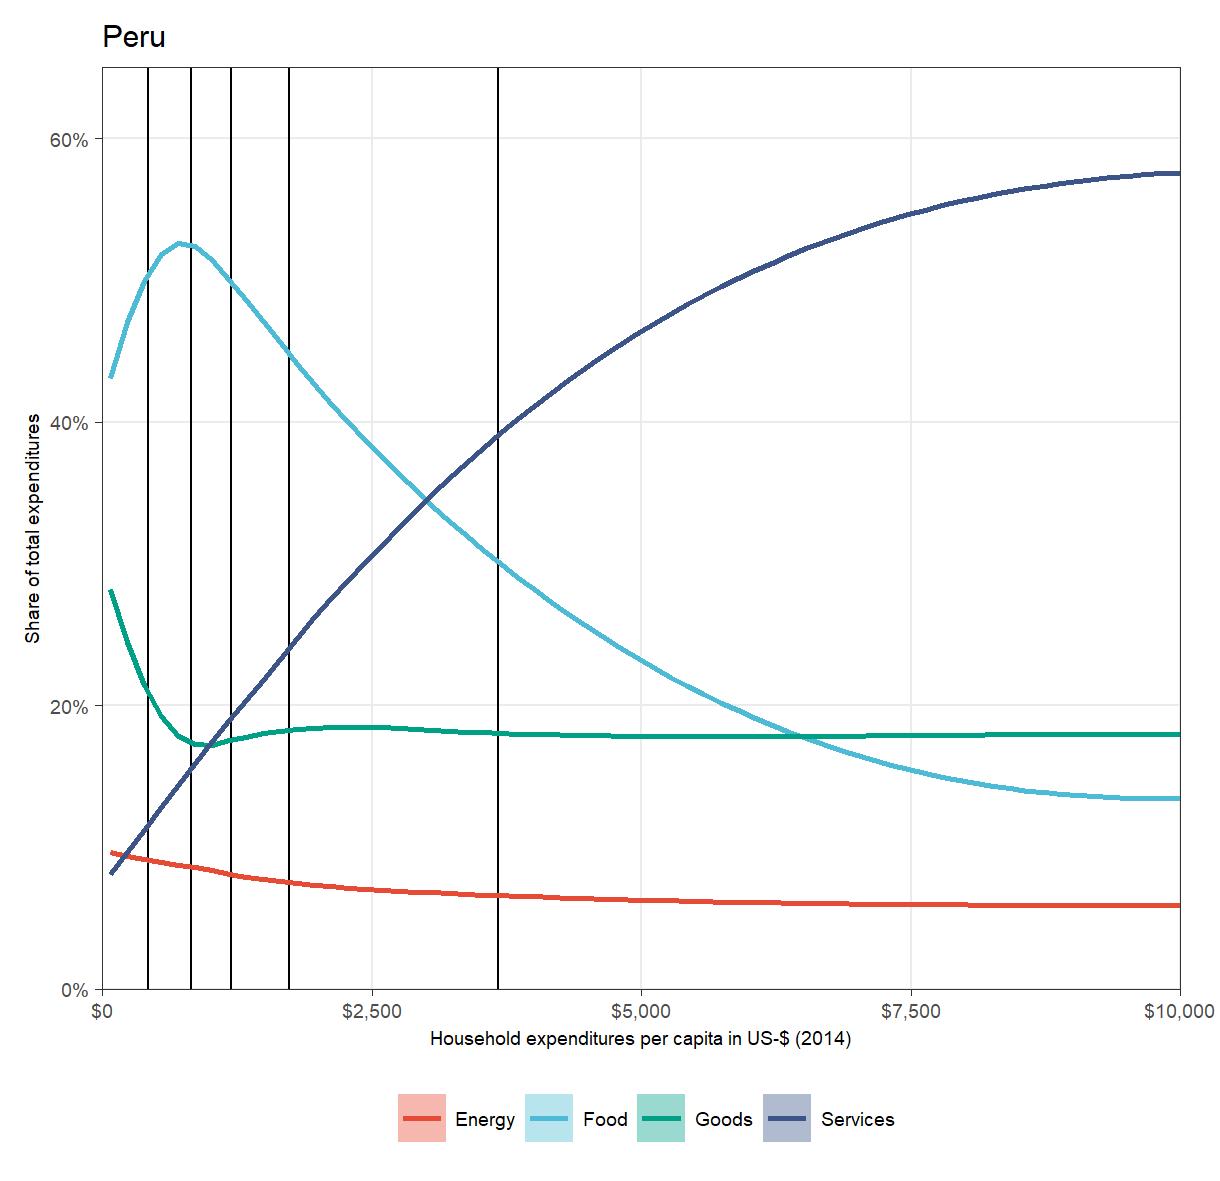 Peru
60%
40%
20%
0%
Share of total expenditures
$0 $2,500 $5,000 $7,500 $10,000
Household expenditures per capita in US-$ (2014)
Energy Food Goods Services